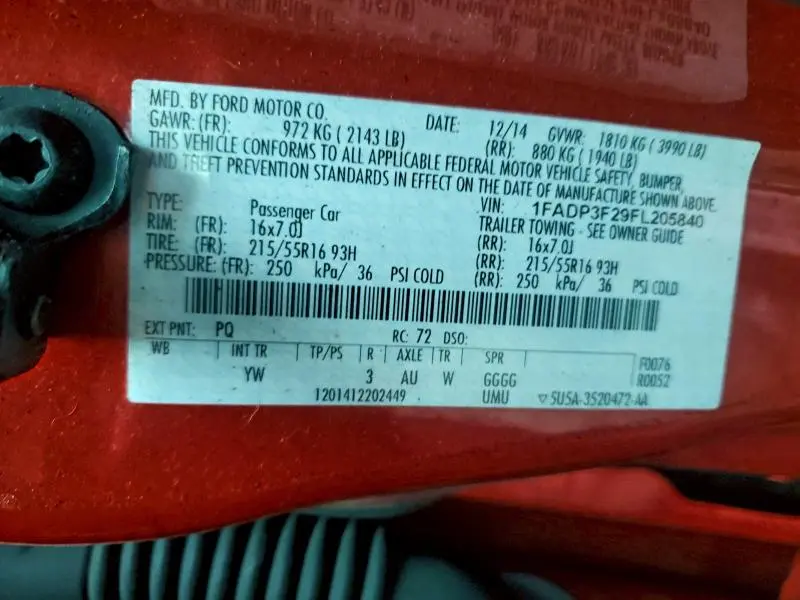 MFD. BY FORD MOTOR CO.
DATE: 12/14 GVWR: 1810 KG ( 3990 LB)
GAWR: (FR): 972 KG ( 2143 LB) (RR): 880 KG ( 1940 LB)
THIS VEHICLE CONFORMS TO ALL APPLICABLE FEDERAL MOTOR VEHICLE SAFETY, BUMPER,
AND THEFT PREVENTION STANDARDS IN EFFECT ON THE DATE OF MANUFACTURE SHOWN ABOVE.
VIN: 1FADP3F29FL205840
TYPE: Passenger Car TRAILER TOWING - SEE OWNER GUIDE
RIM: (FR): 16x7.0J (RR): 16x7.0J
TIRE: (FR): 215/55R16 93H (RR): 215/55R16 93H
PRESSURE: (FR): 250 kPa/ 36 PSI COLD (RR): 250 kPa/ 36 PSI COLD
EXT PNT: PQ RC: 72 DSO:
WB INT TR TP/PS R AXLE TR SPR F0076
YW 3 AU W GGGG R0052
1201412202449 UMU ▽5U5A-3520472-AA